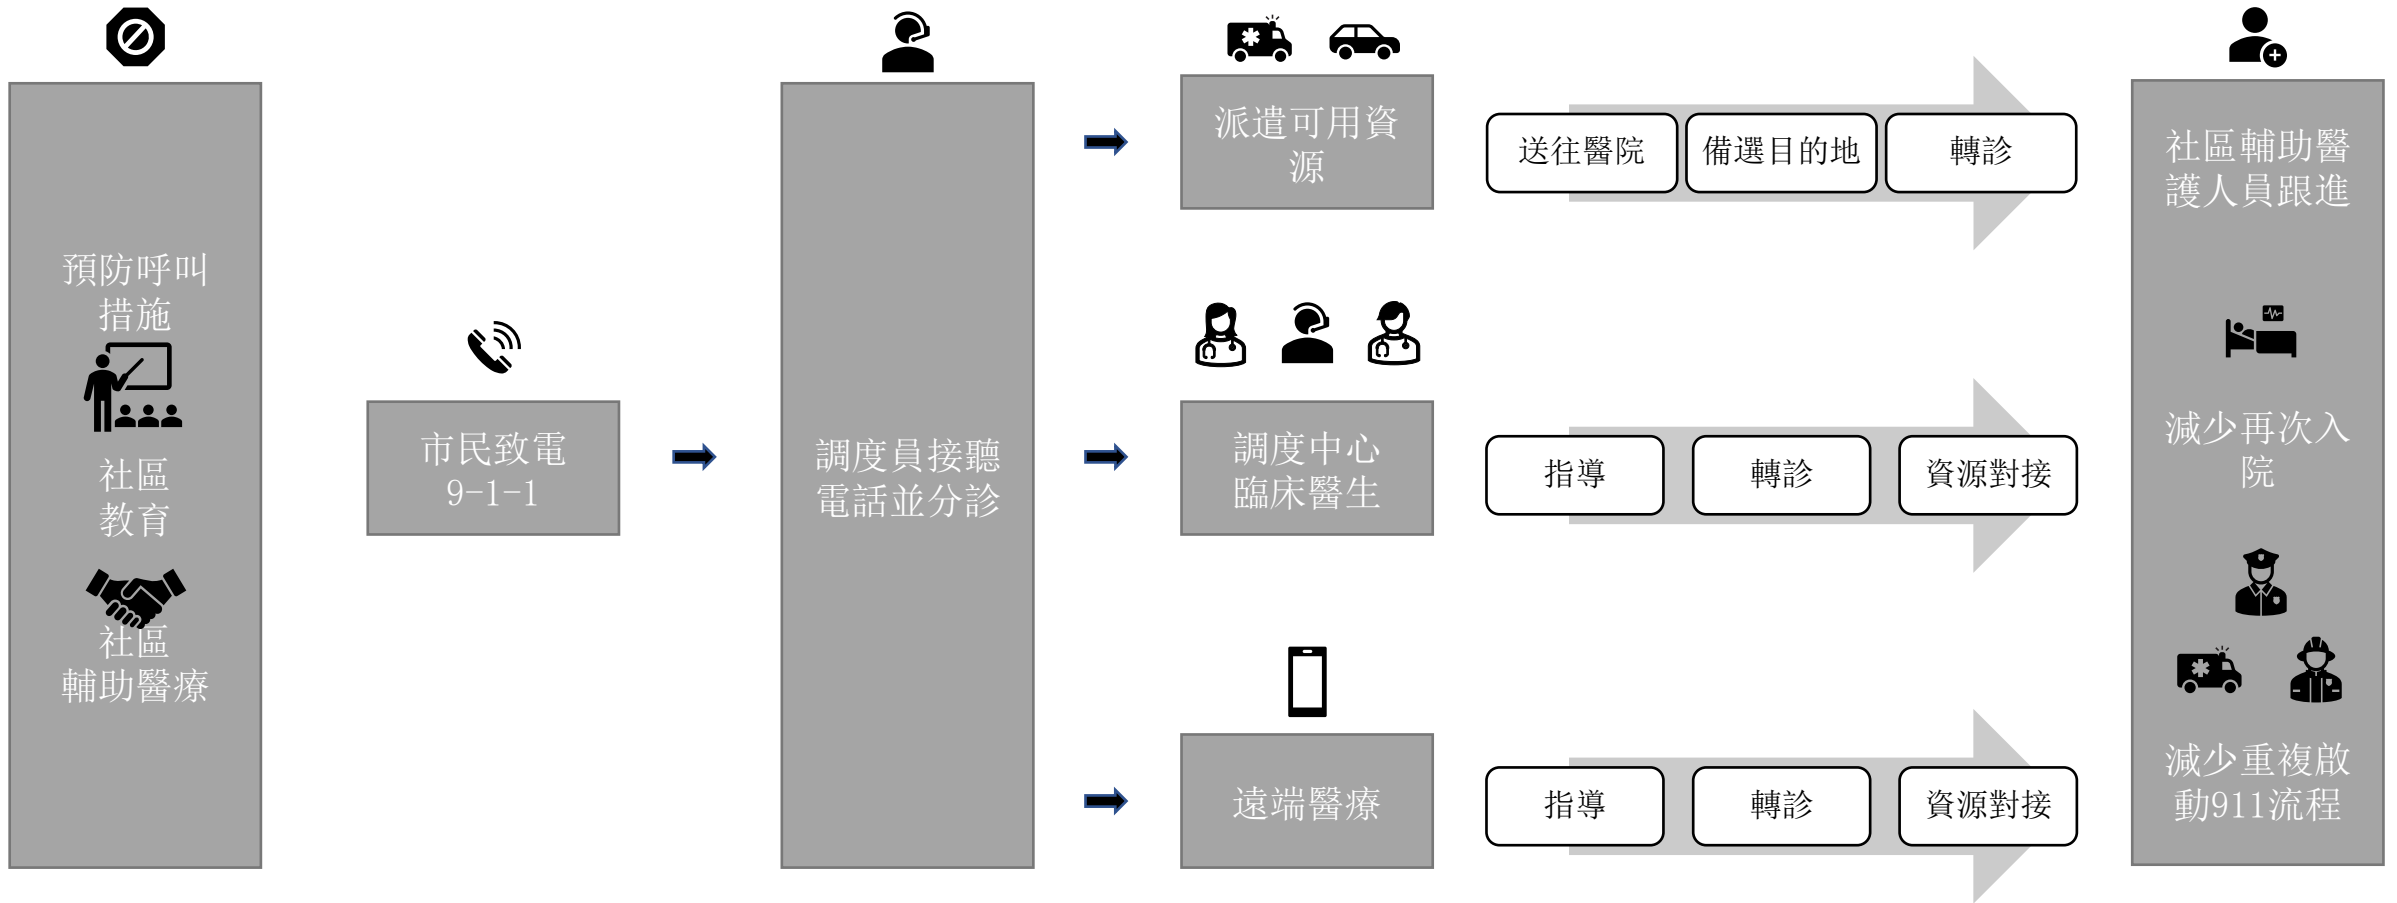 預防呼叫
措施
社區
教育
社區
輔助醫療
市民致電
9-1-1
調度員接聽
電話並分診
派遣可用資
源
送往醫院
備選目的地
轉診
調度中心
臨床醫生
指導
轉診
資源對接
遠端醫療
指導
轉診
資源對接
社區輔助醫
護人員跟進
減少再次入
院
減少重複啟
動911流程